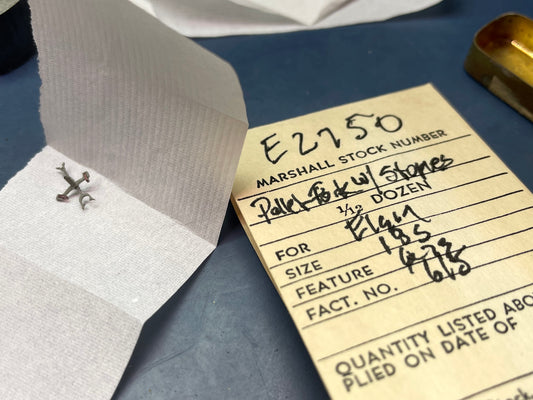 E2750
MARSHALL STOCK NUMBER
Pallet Fork w/ Stones
1/12 DOZEN
FOR Elgin
SIZE 18s
FEATURE
FACT. NO.
QUANTITY LISTED ABO
PLIED ON DATE OF